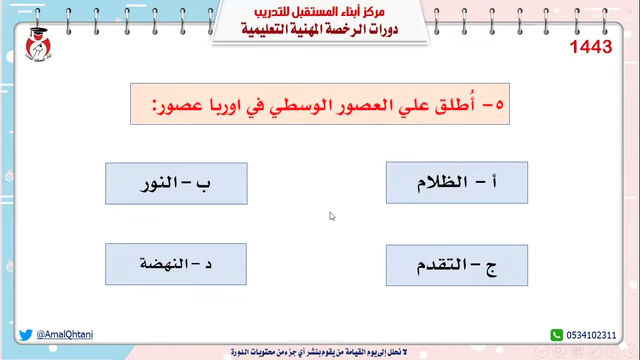 مركز أبناء المستقبل للتدريب
دورات الرخصة المهنية التعليمية
1443
٥- أُطلق علي العصور الوسطي في اوربا عصور:
أ - الظلام
ب - النور
ج - التقدم
د - النهضة
@AmalQhtani
0534102311
لا نحلل إلى يوم القيامة من يقوم بنشر أي جزء من محتويات الدورة